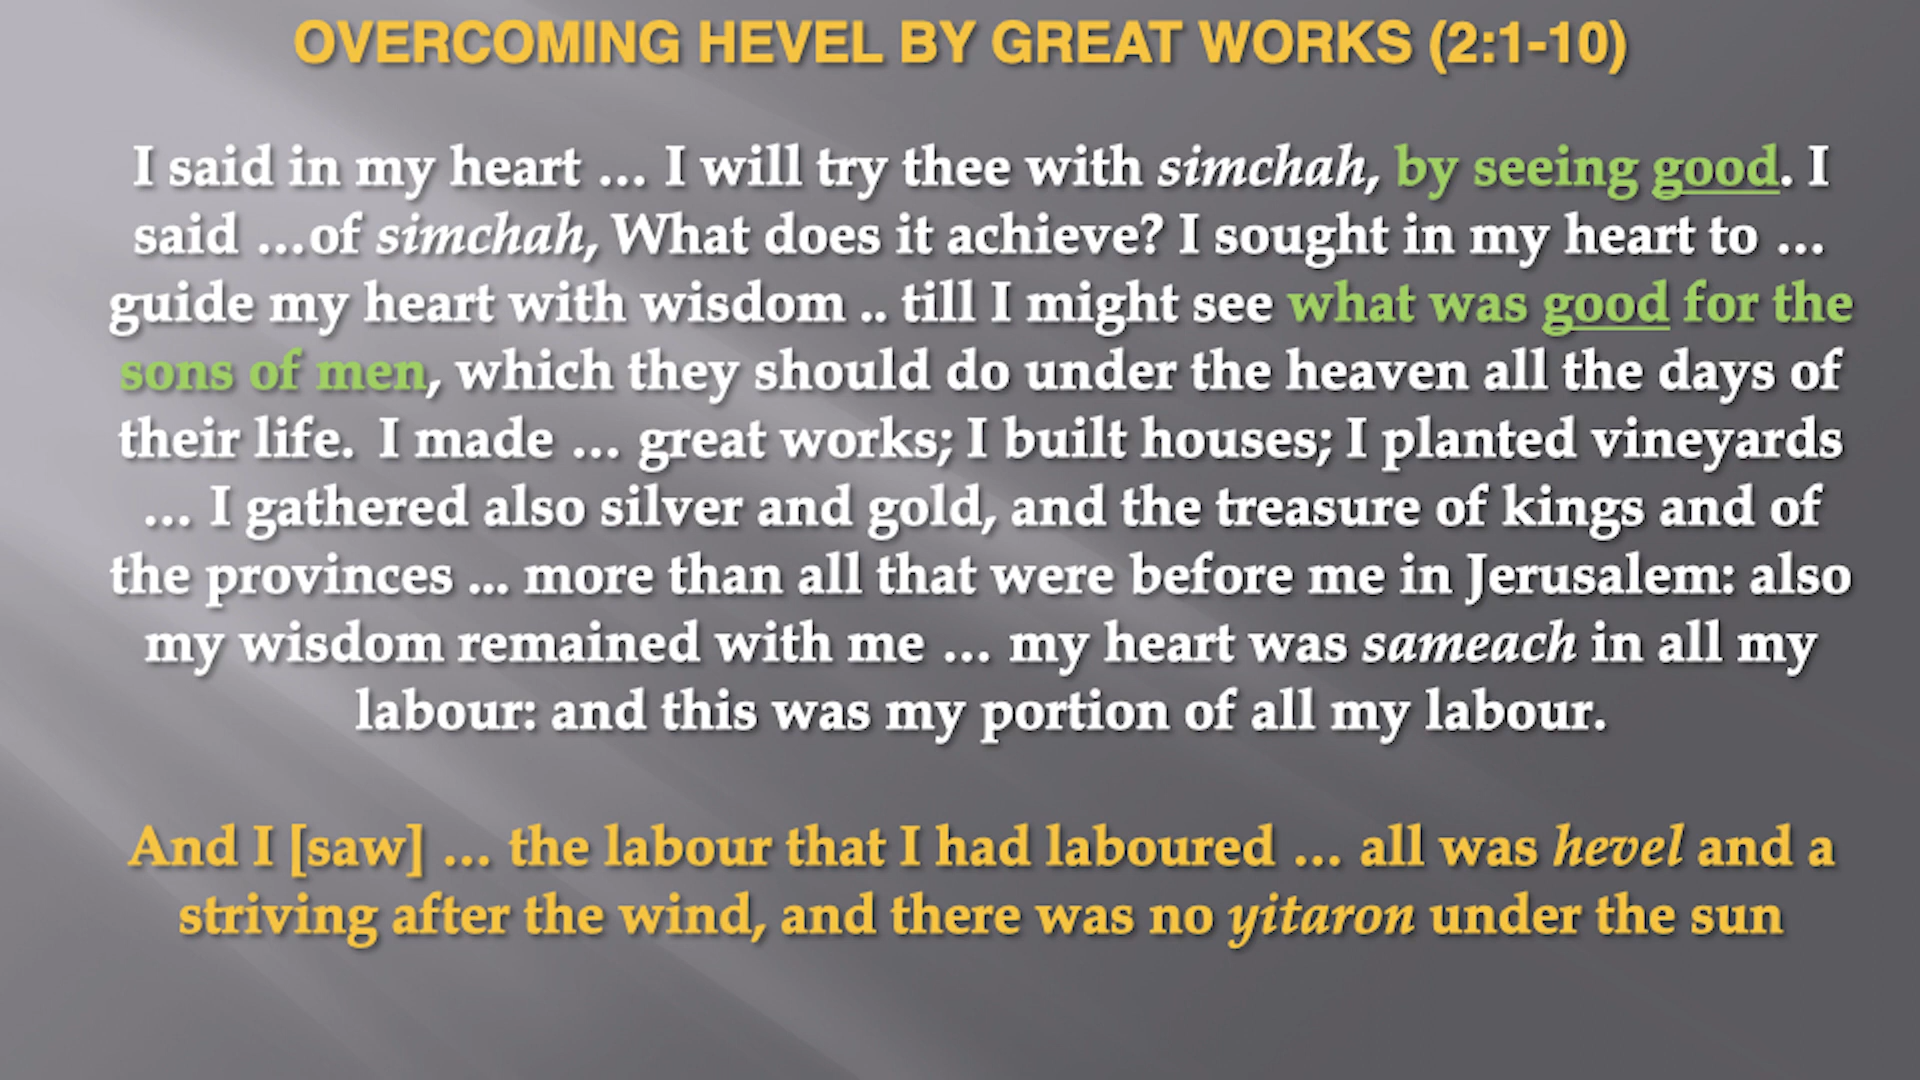 OVERCOMING HEVEL BY GREAT WORKS (2:1-10)
I said in my heart … I will try thee with simchah, by seeing good. I
said …of simchah, What does it achieve? I sought in my heart to …
guide my heart with wisdom .. till I might see what was good for the
sons of men, which they should do under the heaven all the days of
their life. I made … great works; I built houses; I planted vineyards
… I gathered also silver and gold, and the treasure of kings and of
the provinces ... more than all that were before me in Jerusalem: also
my wisdom remained with me … my heart was sameach in all my
labour: and this was my portion of all my labour.
And I [saw] … the labour that I had laboured … all was hevel and a
striving after the wind, and there was no yitaron under the sun